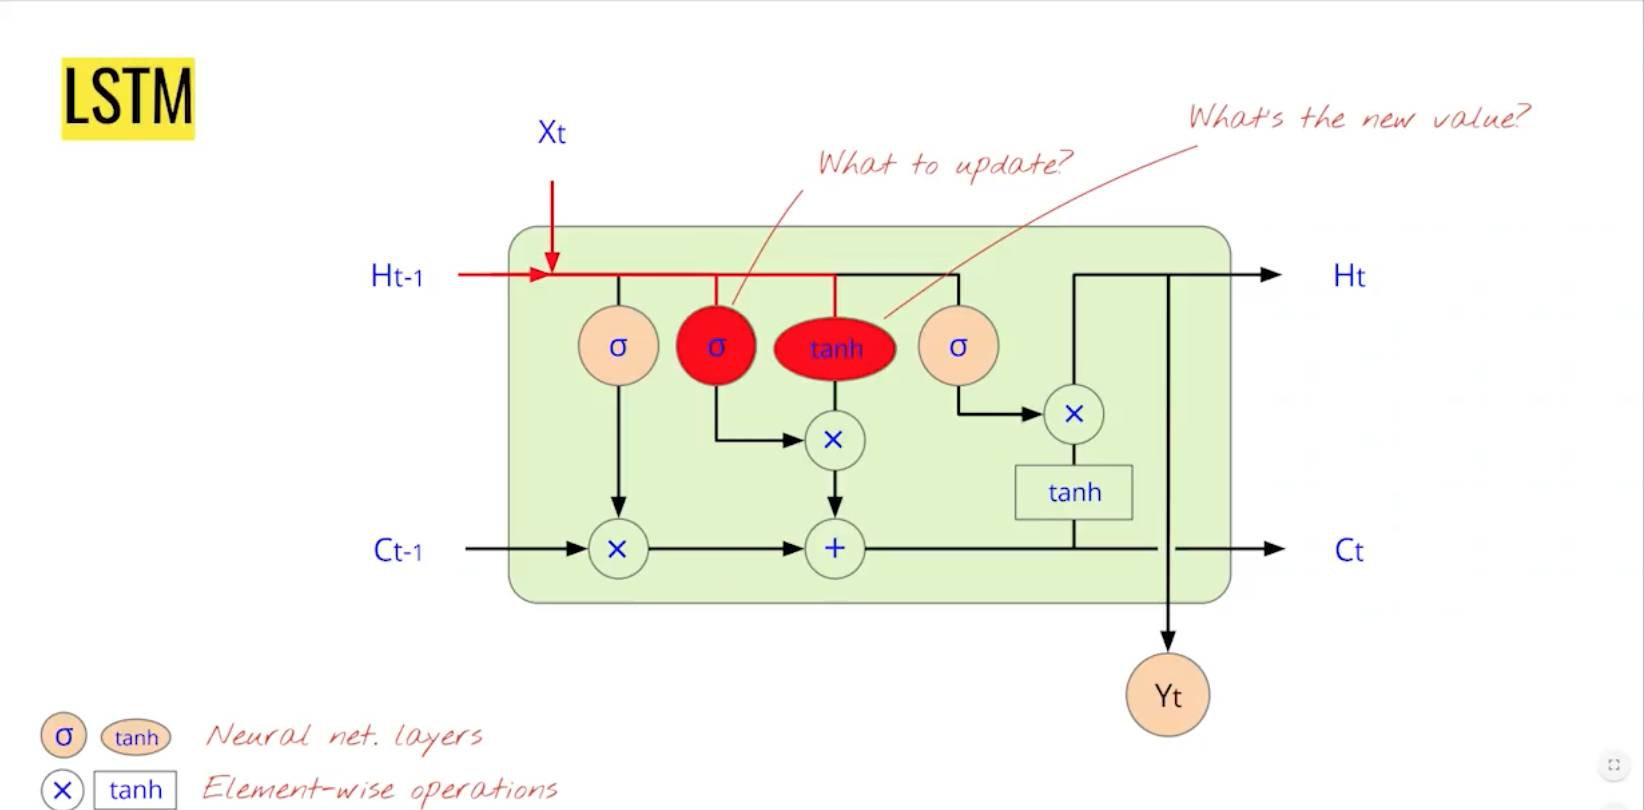 LSTM
What's the new value?
Xt
What to update?
Ht-1
Ht
σ
σ
tanh
σ
×
×
tanh
Ct-1
×
+
Ct
Yt
σ tanh Neural net. layers
× tanh Element-wise operations